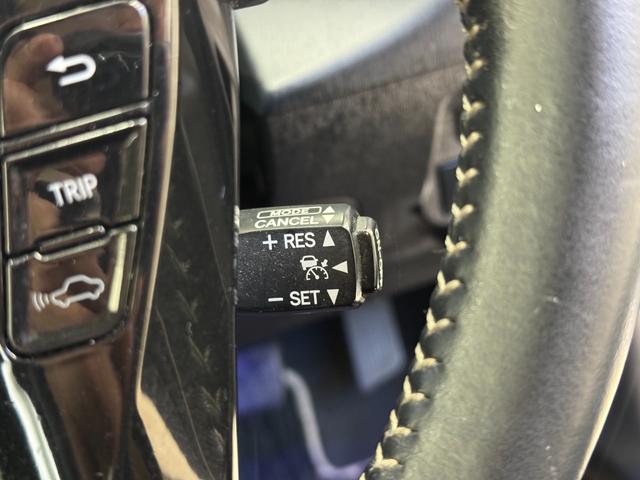 TRIP
MODE
CANCEL
+ RES ▲
− SET ▼